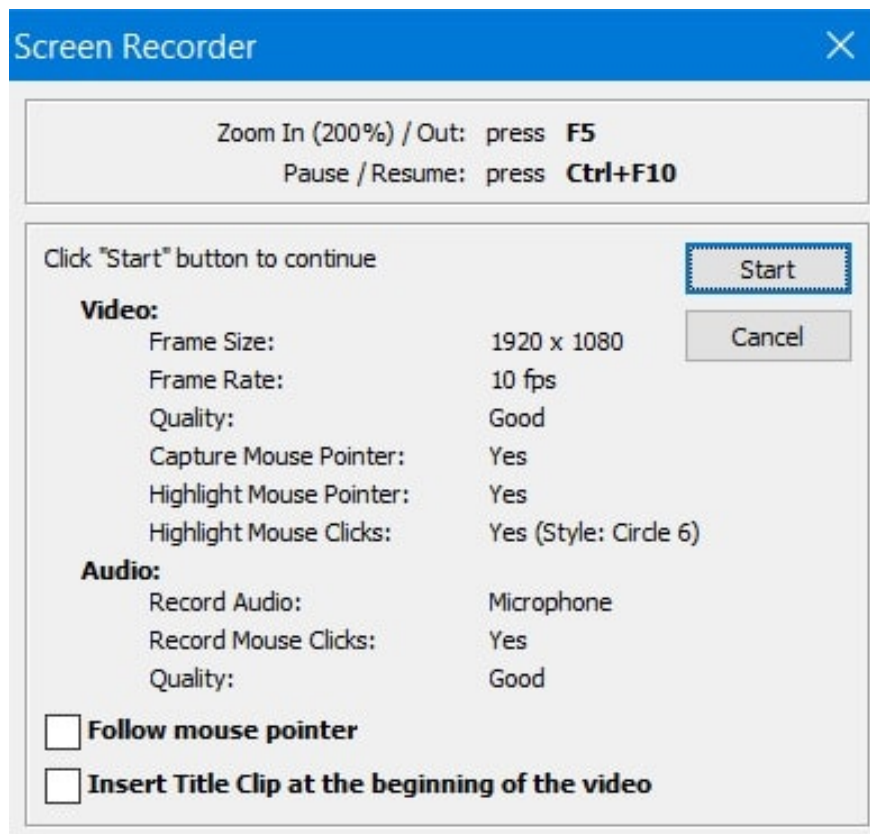 Screen Recorder
Zoom In (200%) / Out: press F5
Pause / Resume: press Ctrl+F10
Click "Start" button to continue
Start
Cancel
Video:
Frame Size: 1920 x 1080
Frame Rate: 10 fps
Quality: Good
Capture Mouse Pointer: Yes
Highlight Mouse Pointer: Yes
Highlight Mouse Clicks: Yes (Style: Circle 6)
Audio:
Record Audio: Microphone
Record Mouse Clicks: Yes
Quality: Good
Follow mouse pointer
Insert Title Clip at the beginning of the video